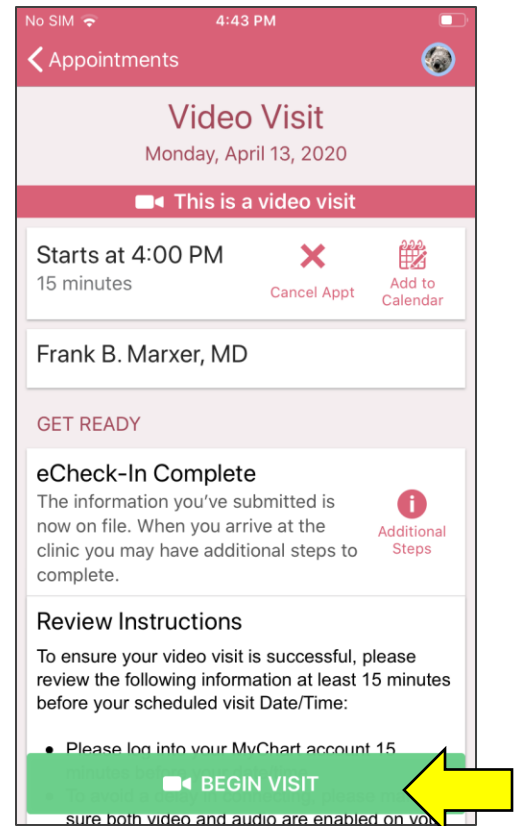 No SIM 4:43 PM
Appointments
Video Visit
Monday, April 13, 2020
This is a video visit
Starts at 4:00 PM
15 minutes
Cancel Appt
Add to
Calendar
Frank B. Marxer, MD
GET READY
eCheck-In Complete
The information you've submitted is
now on file. When you arrive at the
clinic you may have additional steps to
complete.
Additional
Steps
Review Instructions
To ensure your video visit is successful, please
review the following information at least 15 minutes
before your scheduled visit Date/Time:
• Please log into your MyChart account 15
BEGIN VISIT
sure both video and audio are enabled on your